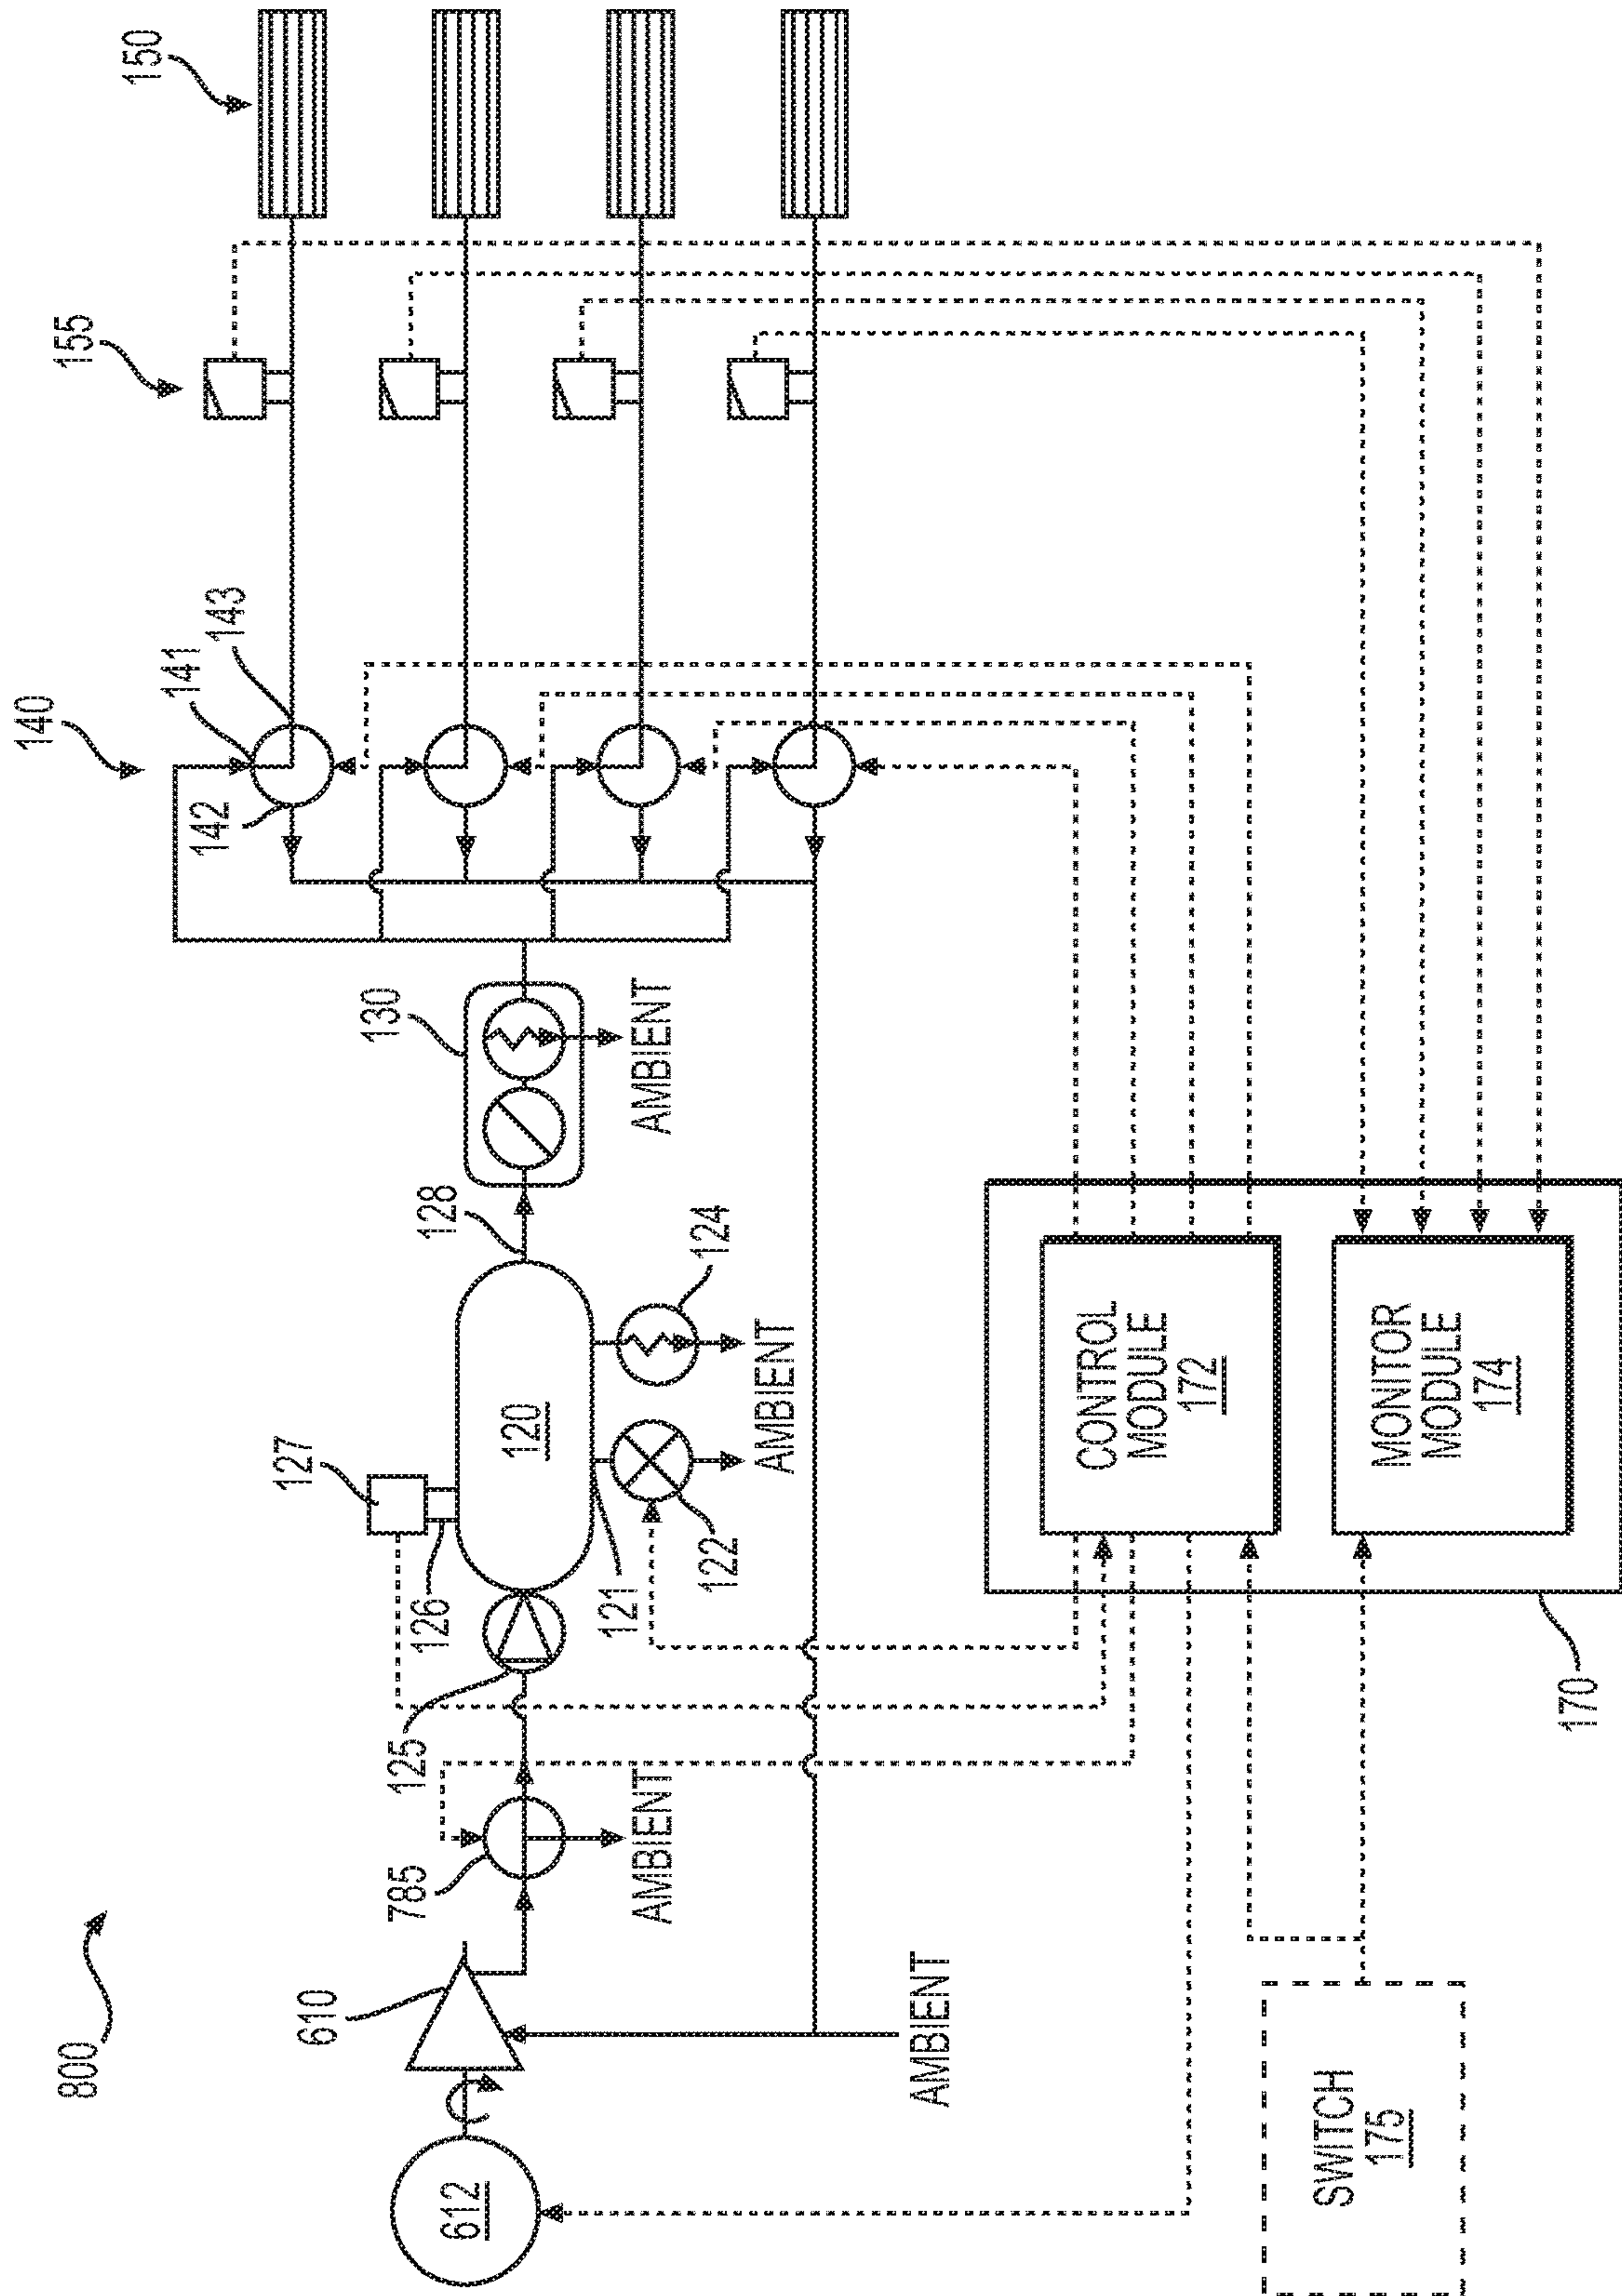 800
612
610
785
AMBIENT
AMBIENT
125
126
127
120
121
122
124
AMBIENT
128
130
AMBIENT
140
141
142
143
155
150
CONTROL
MODULE
172
MONITOR
MODULE
174
170
SWITCH
175